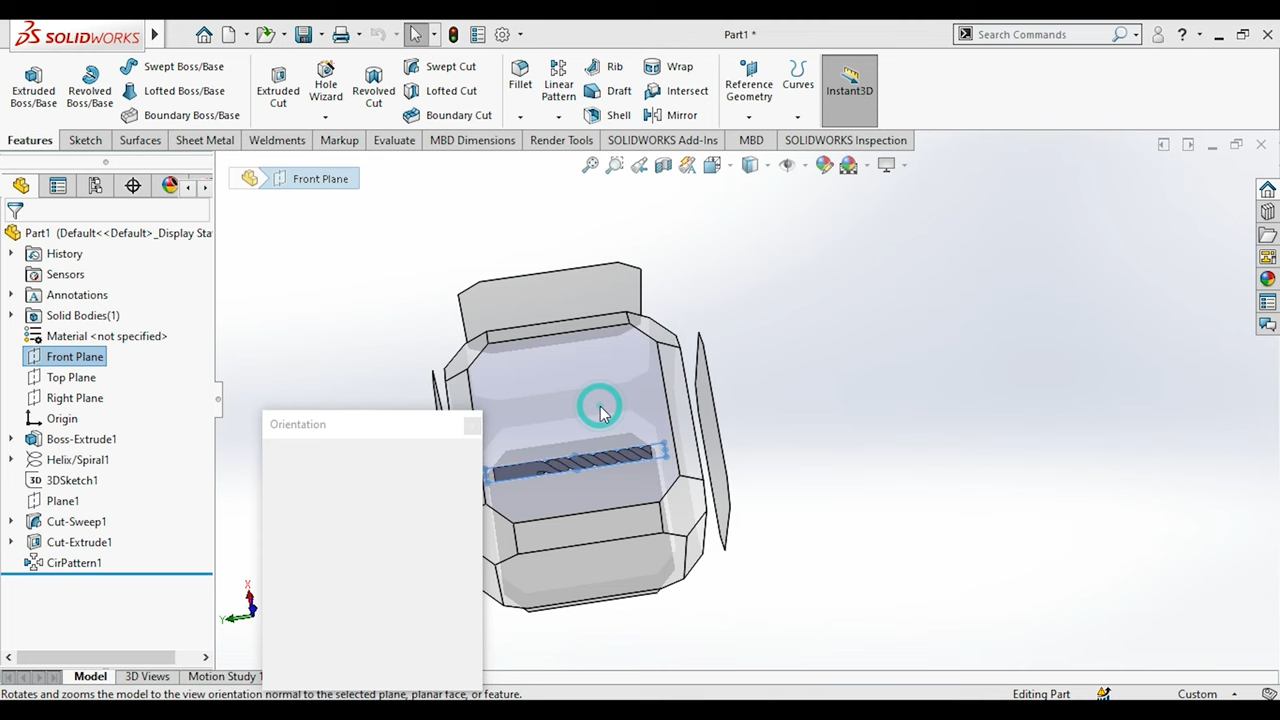 SOLIDWORKS
Part1 *
Search Commands
Extruded Boss/Base
Revolved Boss/Base
Swept Boss/Base
Lofted Boss/Base
Boundary Boss/Base
Extruded Cut
Hole Wizard
Revolved Cut
Swept Cut
Lofted Cut
Boundary Cut
Fillet
Linear Pattern
Rib
Draft
Shell
Wrap
Intersect
Mirror
Reference Geometry
Curves
Instant3D
Features
Sketch
Surfaces
Sheet Metal
Weldments
Markup
Evaluate
MBD Dimensions
Render Tools
SOLIDWORKS Add-Ins
MBD
SOLIDWORKS Inspection
Front Plane
Part1 (Default<<Default>_Display Sta
History
Sensors
Annotations
Solid Bodies(1)
Material <not specified>
Front Plane
Top Plane
Right Plane
Origin
Boss-Extrude1
Helix/Spiral1
3D 3DSketch1
Plane1
Cut-Sweep1
Cut-Extrude1
CirPattern1
Orientation
X
Y
Model
3D Views
Motion Study 1
Rotates and zooms the model to the view orientation normal to the selected plane, planar face, or feature.
Editing Part
Custom